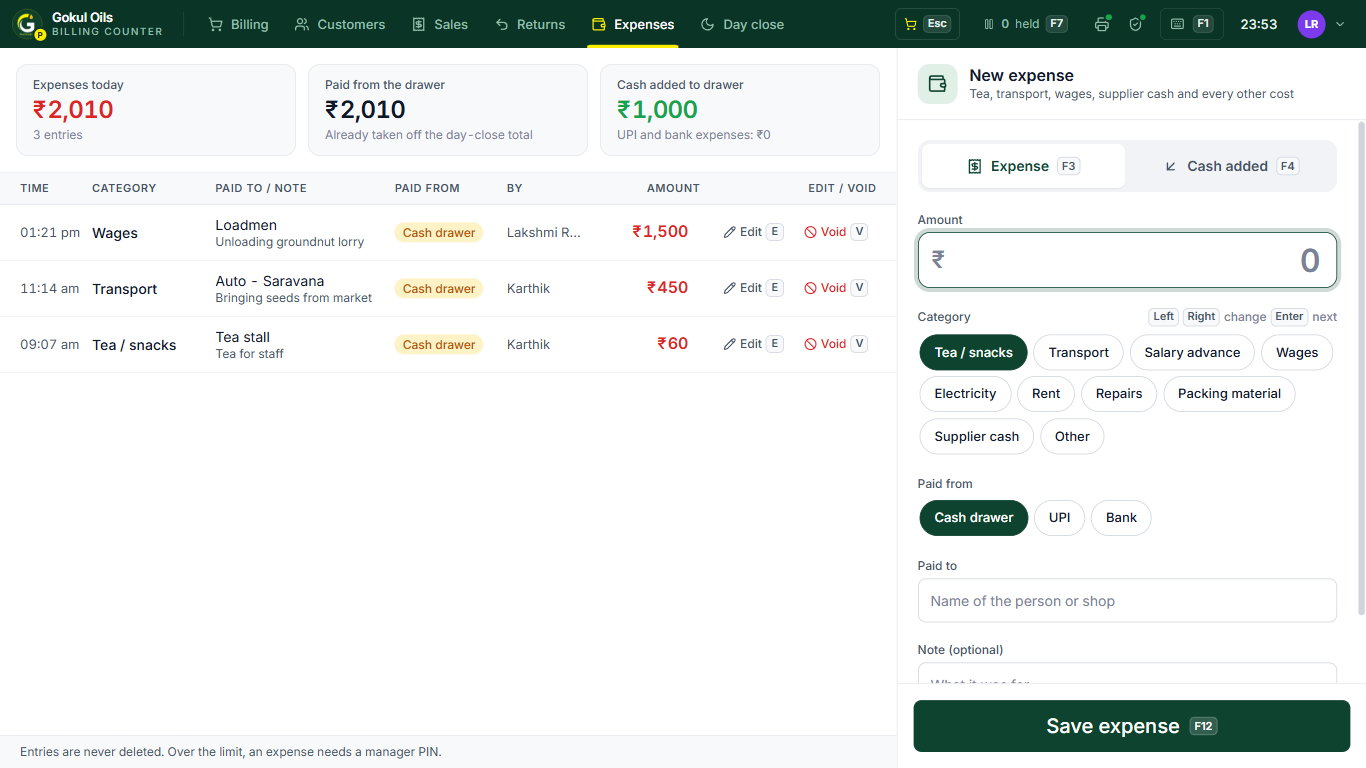 Gokul Oils
BILLING COUNTER
Billing
Customers
Sales
Returns
Expenses
Day close
Esc
0 held F7
F1
23:53
LR
Expenses today
₹2,010
3 entries
Paid from the drawer
₹2,010
Already taken off the day-close total
Cash added to drawer
₹1,000
UPI and bank expenses: ₹0
TIME CATEGORY PAID TO / NOTE PAID FROM BY AMOUNT EDIT / VOID
01:21 pm Wages Loadmen Cash drawer Lakshmi R... ₹1,500 Edit E Void V
Unloading groundnut lorry
11:14 am Transport Auto - Saravana Cash drawer Karthik ₹450 Edit E Void V
Bringing seeds from market
09:07 am Tea / snacks Tea stall Cash drawer Karthik ₹60 Edit E Void V
Tea for staff
Entries are never deleted. Over the limit, an expense needs a manager PIN.
New expense
Tea, transport, wages, supplier cash and every other cost
Expense F3
Cash added F4
Amount
₹ 0
Category Left Right change Enter next
Tea / snacks Transport Salary advance Wages
Electricity Rent Repairs Packing material
Supplier cash Other
Paid from
Cash drawer UPI Bank
Paid to
Name of the person or shop
Note (optional)
What it was for
Save expense F12